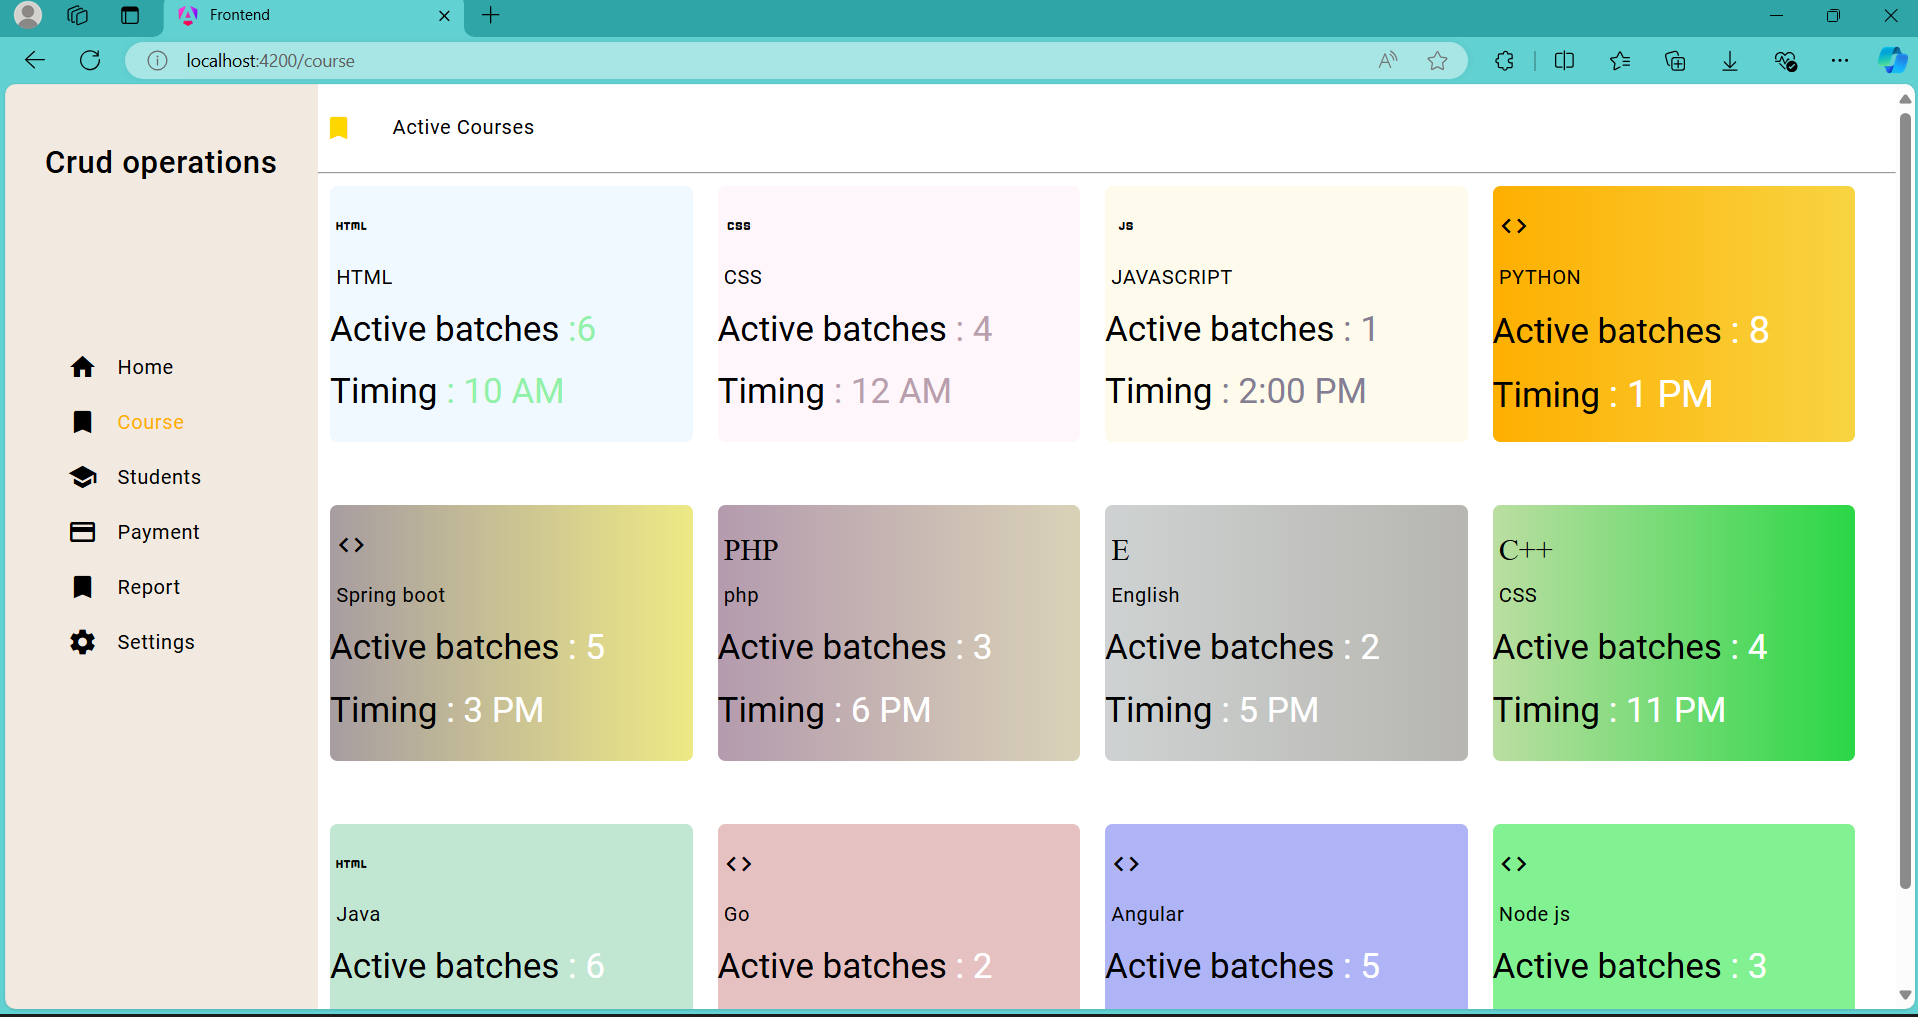 Frontend
localhost:4200/course
Crud operations
Home
Course
Students
Payment
Report
Settings
Active Courses
HTML
HTML
Active batches :6
Timing : 10 AM
CSS
CSS
Active batches : 4
Timing : 12 AM
JS
JAVASCRIPT
Active batches : 1
Timing : 2:00 PM
<>
PYTHON
Active batches : 8
Timing : 1 PM
<>
Spring boot
Active batches : 5
Timing : 3 PM
PHP
php
Active batches : 3
Timing : 6 PM
E
English
Active batches : 2
Timing : 5 PM
C++
CSS
Active batches : 4
Timing : 11 PM
HTML
Java
Active batches : 6
<>
Go
Active batches : 2
<>
Angular
Active batches : 5
<>
Node js
Active batches : 3